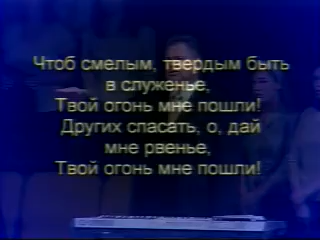 Чтоб смелым, твердым быть
в служенье,
Твой огонь мне пошли!
Других спасать, о, дай
мне рвенье,
Твой огонь мне пошли!